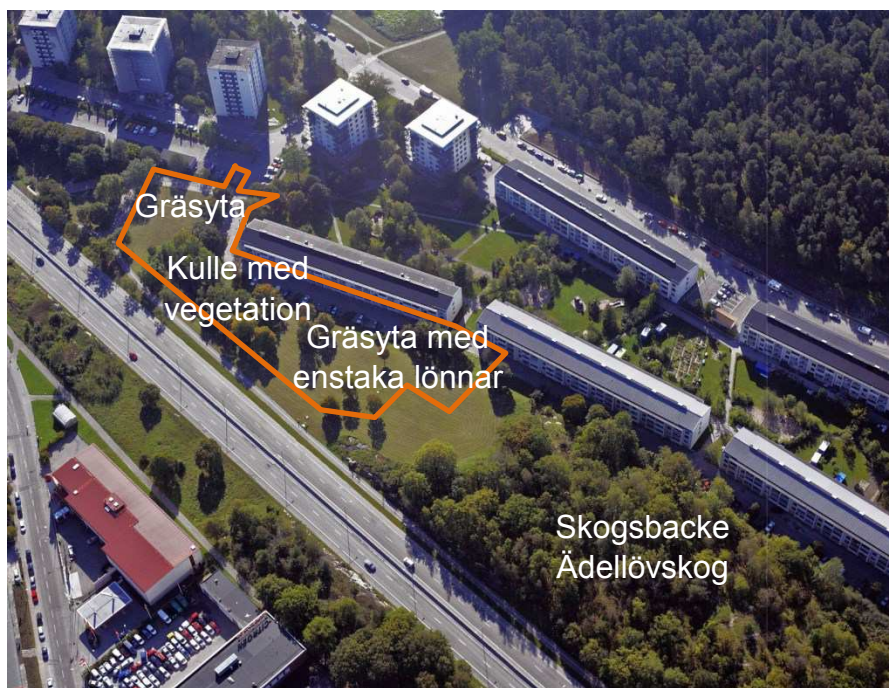 Gräsyta
Kulle med
vegetation
Gräsyta med
enstaka lönnar
Skogsbacke
Ädellövskog